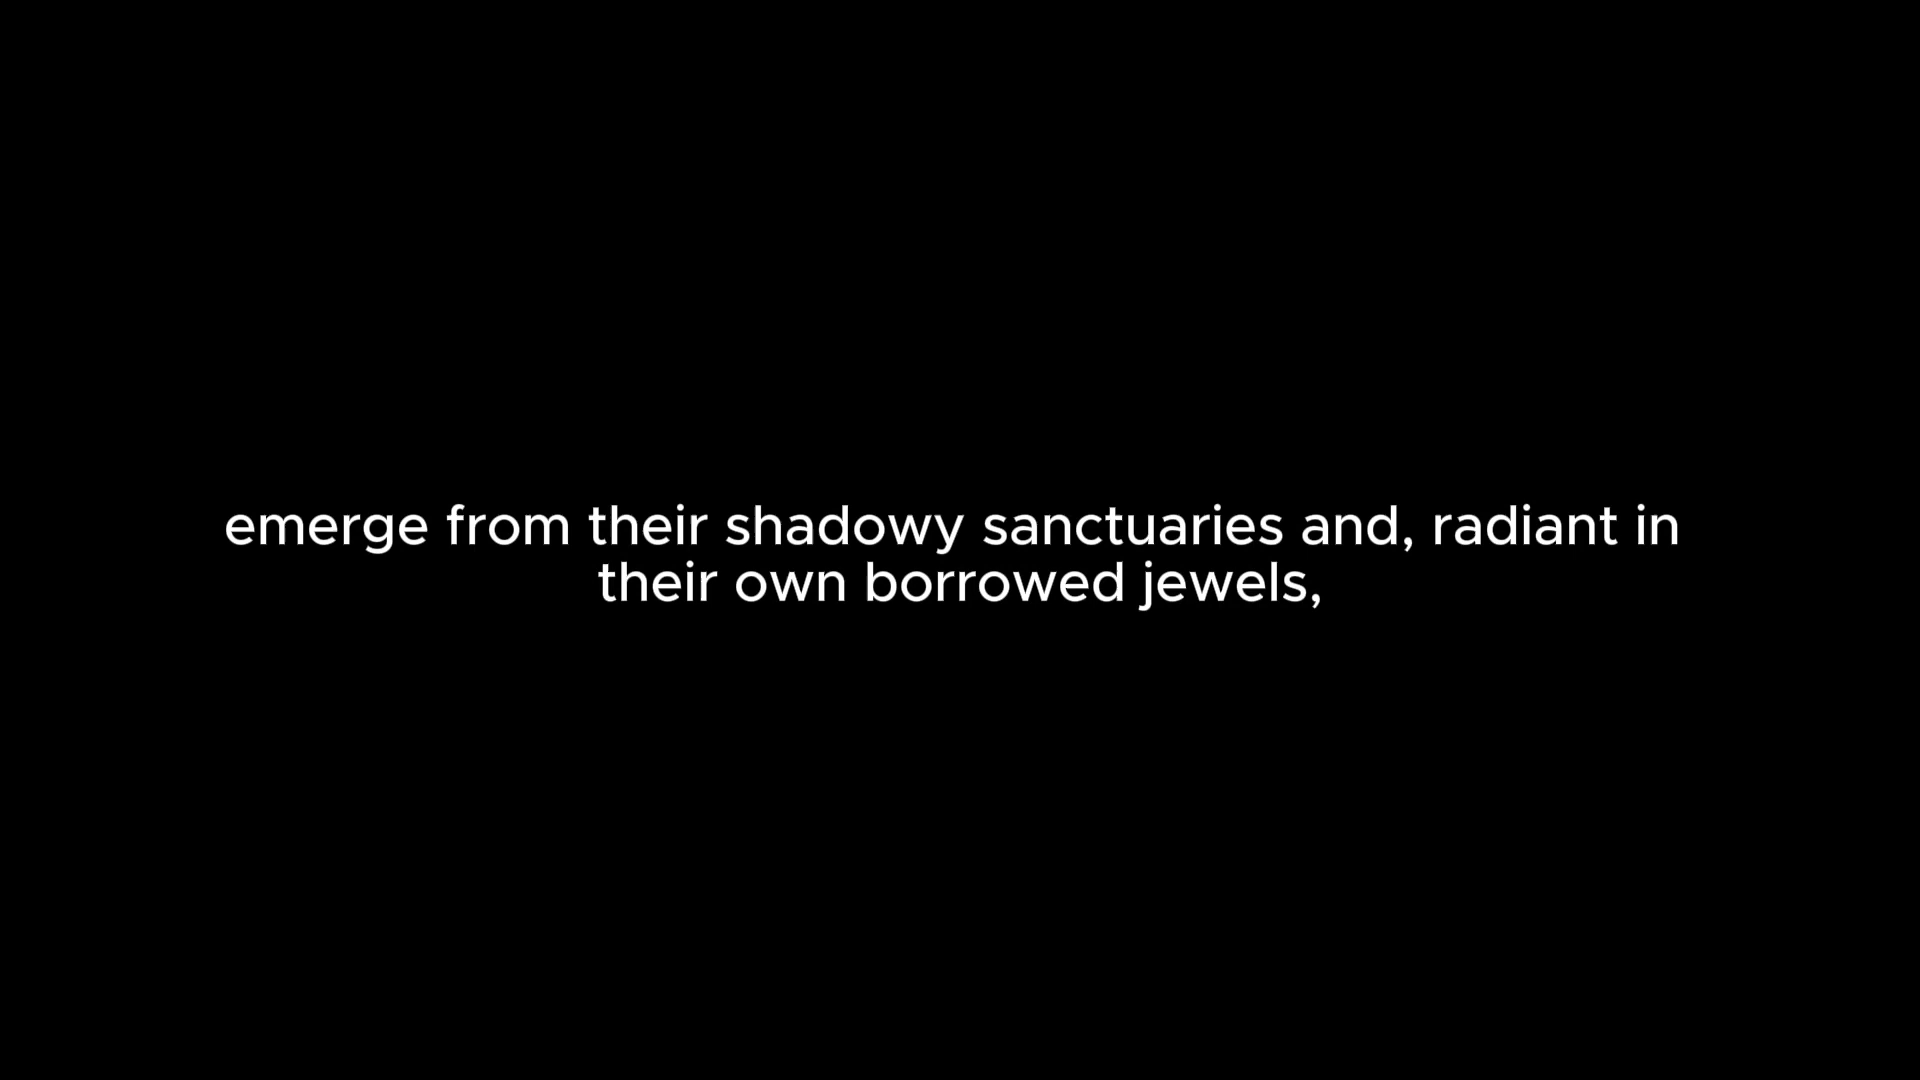 emerge from their shadowy sanctuaries and, radiant in
their own borrowed jewels,